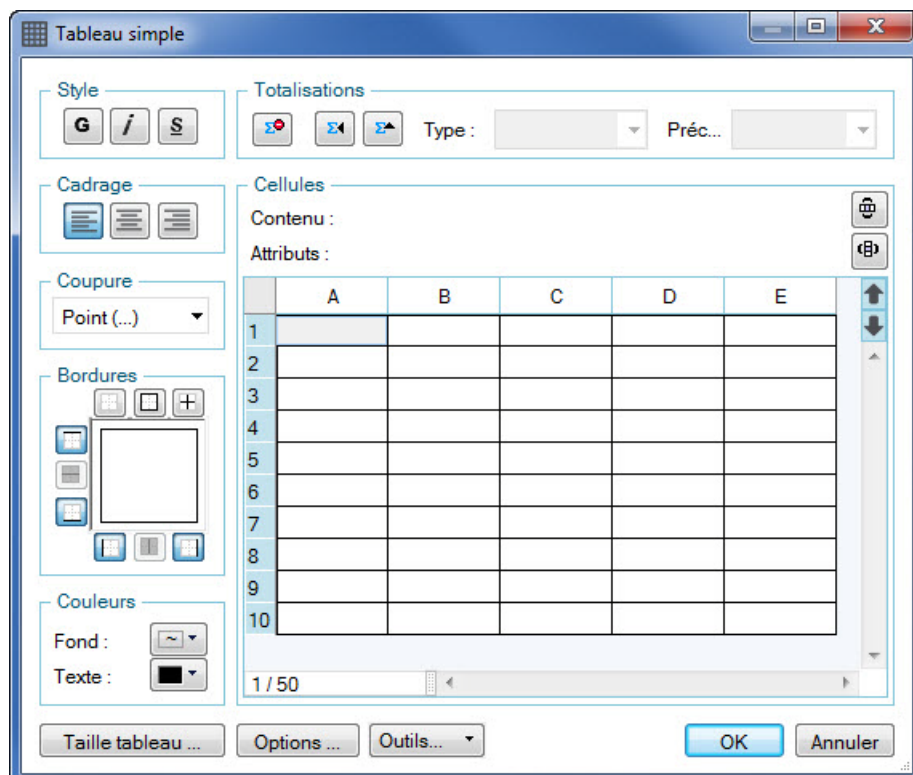 Tableau simple
Style
G i S
Totalisations
Σ Σ Σ Type : Préc...
Cadrage
Cellules
Contenu :
Attributs :
Coupure
Point (...)
A B C D E
1
2
3
4
5
6
7
8
9
10
Bordures
Couleurs
Fond : ~
Texte :
1 / 50
Taille tableau ... Options ... Outils... OK Annuler